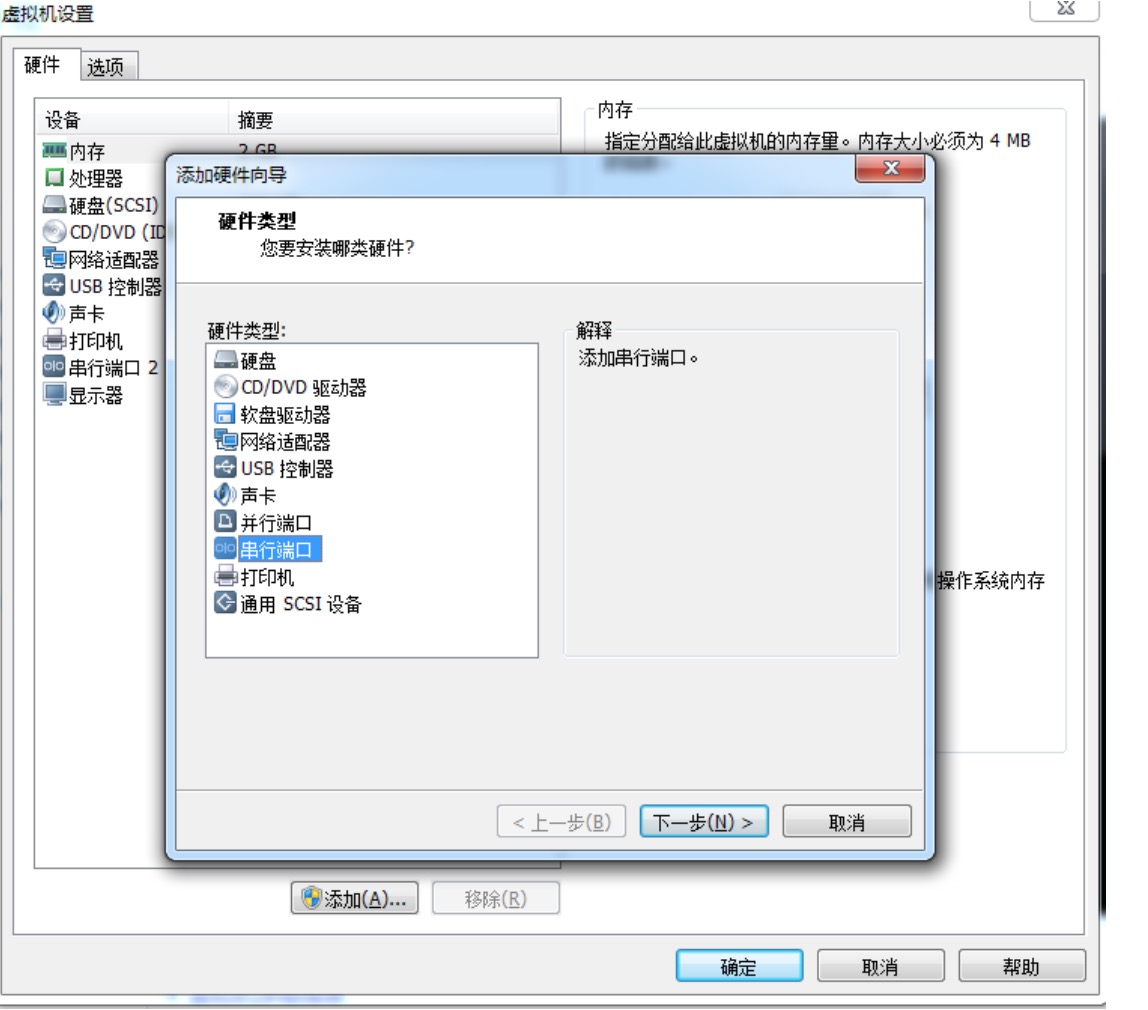 虚拟机设置
硬件
选项
设备
摘要
内存
2 GB
处理器
硬盘(SCSI)
CD/DVD (ID
网络适配器
USB 控制器
声卡
打印机
串行端口 2
显示器
内存
指定分配给此虚拟机的内存量。内存大小必须为 4 MB
操作系统内存
添加硬件向导
硬件类型
您要安装哪类硬件?
硬件类型:
硬盘
CD/DVD 驱动器
软盘驱动器
网络适配器
USB 控制器
声卡
并行端口
串行端口
打印机
通用 SCSI 设备
解释
添加串行端口。
< 上一步(B)
下一步(N) >
取消
添加(A)...
移除(R)
确定
取消
帮助